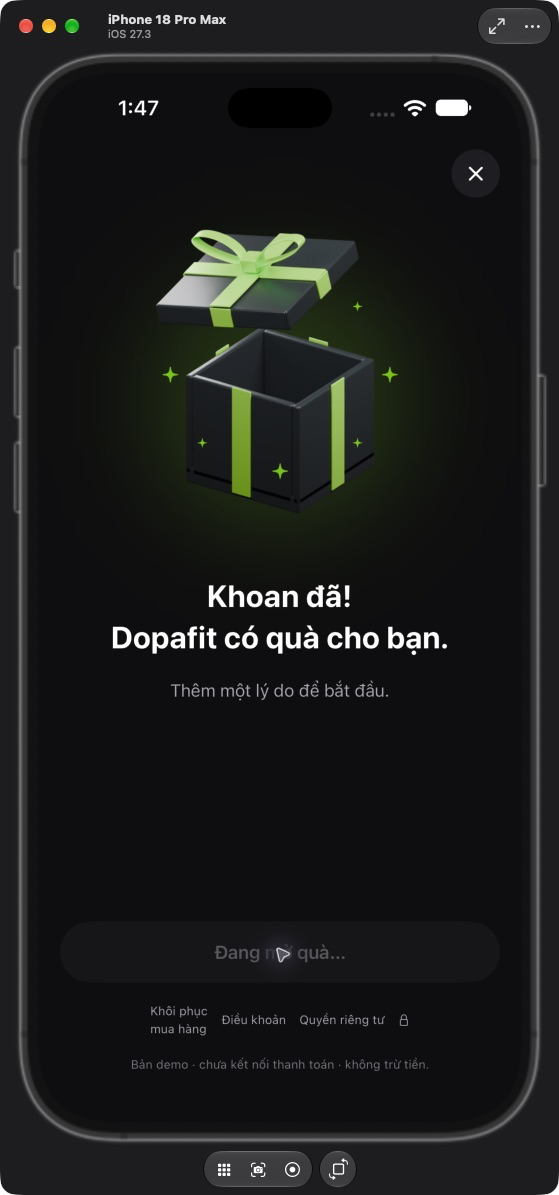 iPhone 18 Pro Max
iOS 27.3
1:47
Khoan đã!
Dopafit có quà cho bạn.
Thêm một lý do để bắt đầu.
Đang mở quà...
Khôi phục
mua hàng
Điều khoản
Quyền riêng tư
Bản demo · chưa kết nối thanh toán · không trừ tiền.